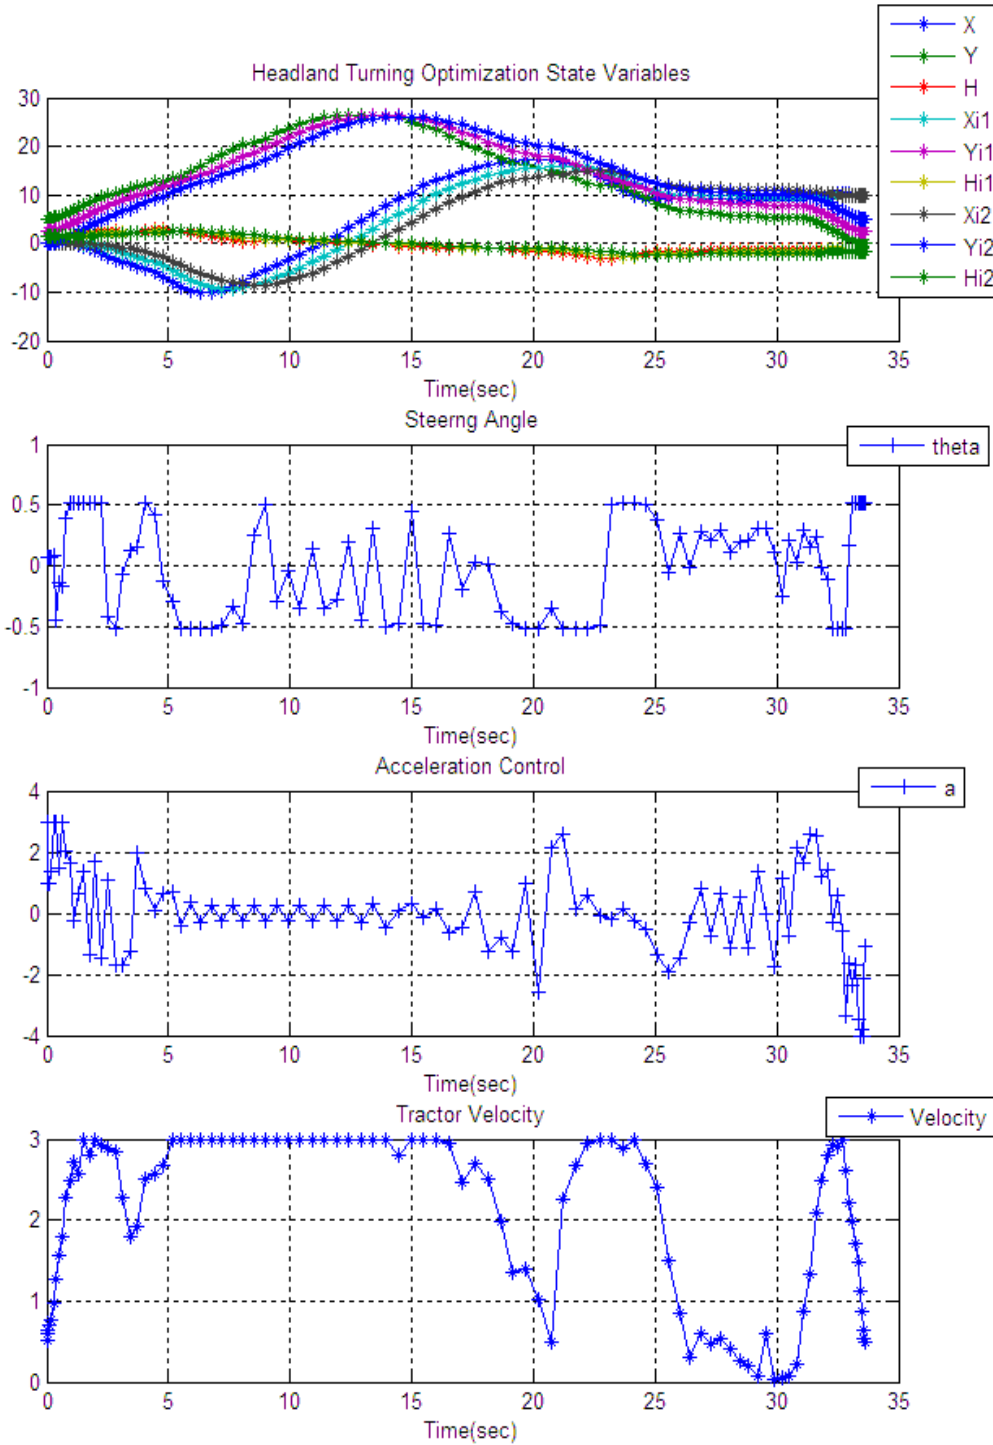 Headland Turning Optimization State Variables
X
Y
H
Xi1
Yi1
Hi1
Xi2
Yi2
Hi2
30
20
10
0
-10
-20
0 5 10 15 20 25 30 35
Time(sec)
Steerng Angle
theta
1
0.5
0
-0.5
-1
0 5 10 15 20 25 30 35
Time(sec)
Acceleration Control
a
4
2
0
-2
-4
0 5 10 15 20 25 30 35
Time(sec)
Tractor Velocity
Velocity
3
2
1
0
0 5 10 15 20 25 30 35
Time(sec)